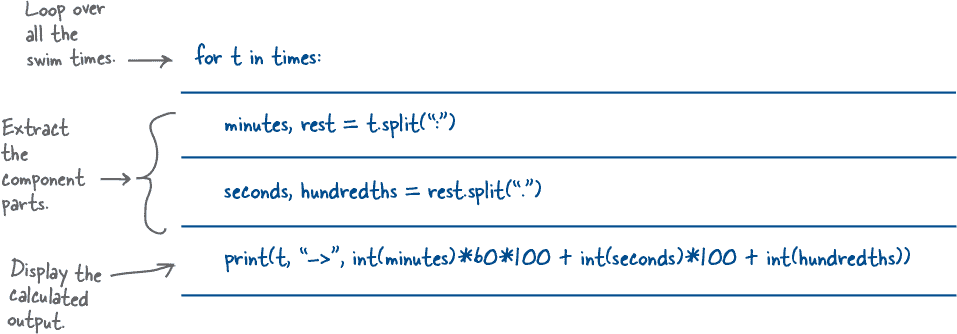 Loop over
all the
swim times.
for t in times:
Extract
the
component
parts.
minutes, rest = t.split(“:”)
seconds, hundredths = rest.split(“.”)
Display the
calculated
output.
print(t, “->”, int(minutes)*60*100 + int(seconds)*100 + int(hundredths))